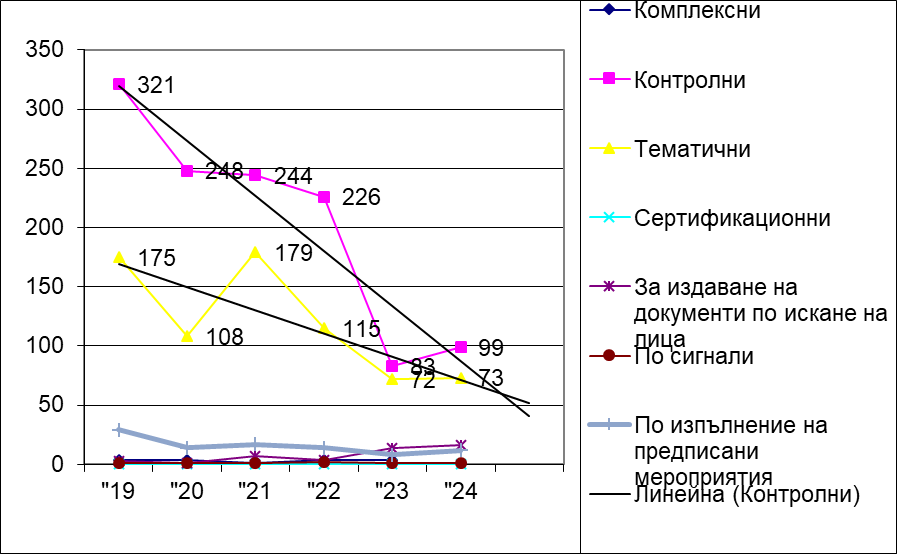 Комплексни
350
300
250
200
150
100
50
0
321
248
244
226
83
99
175
108
179
115
72
73
"19
"20
"21
"22
"23
"24
Контролни
Тематични
Сертификационни
За издаване на
документи по искане на
лица
По сигнали
По изпълнение на
предписани
мероприятия
Линейна (Контролни)